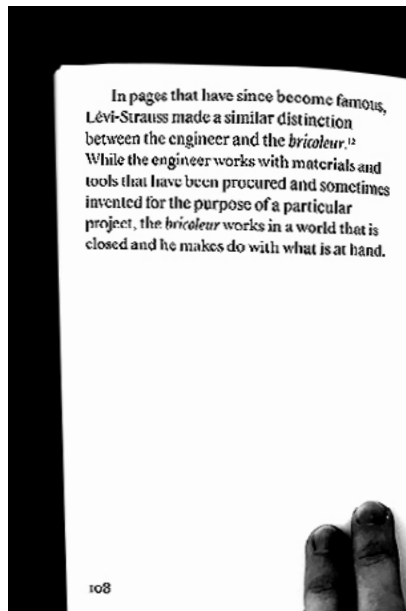 In pages that have since become famous,
Lévi-Strauss made a similar distinction
between the engineer and the bricoleur.¹²
While the engineer works with materials and
tools that have been procured and sometimes
invented for the purpose of a particular
project, the bricoleur works in a world that is
closed and he makes do with what is at hand.
108